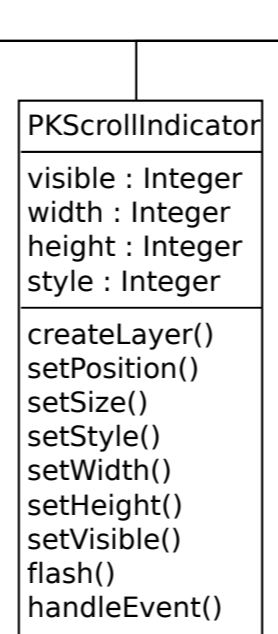 PKScrollIndicator
visible : Integer
width : Integer
height : Integer
style : Integer
createLayer()
setPosition()
setSize()
setStyle()
setWidth()
setHeight()
setVisible()
flash()
handleEvent()